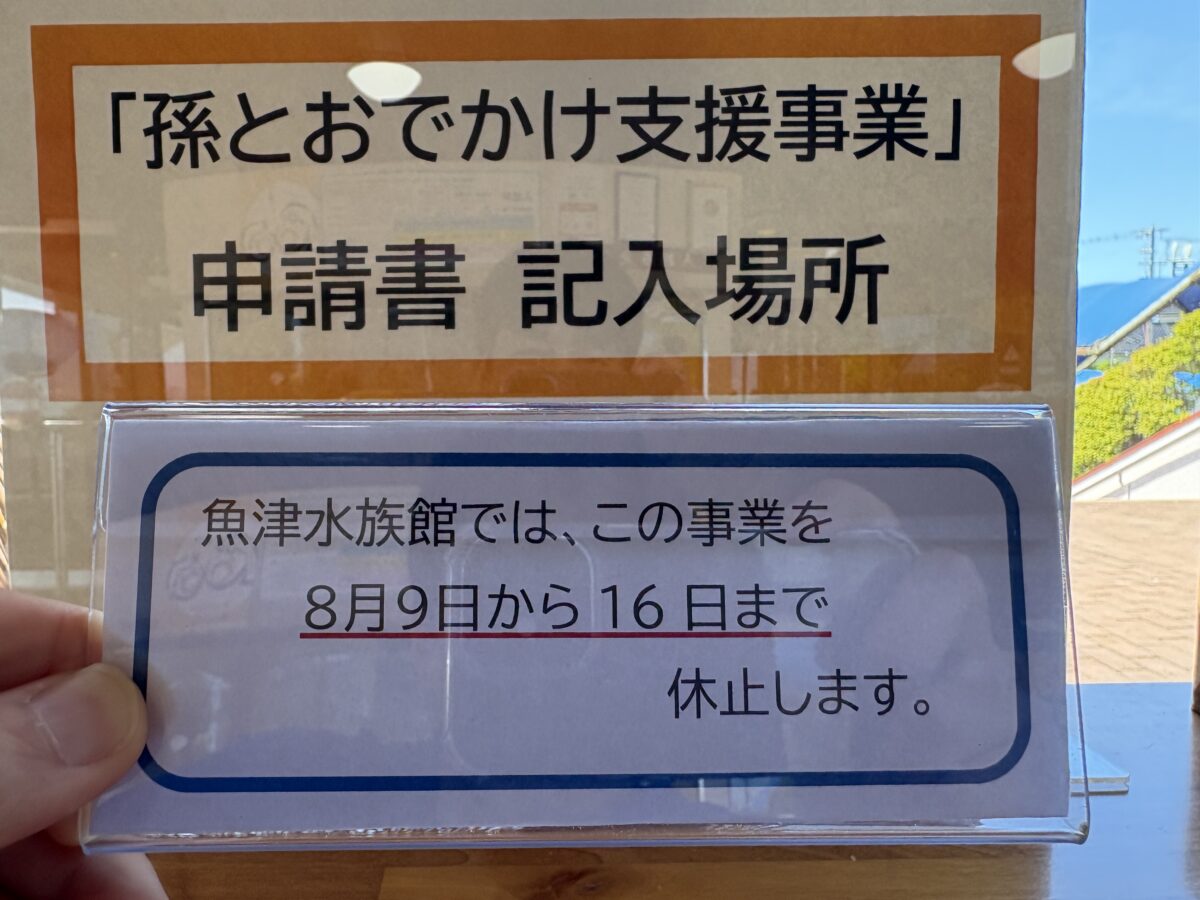 「孫とおでかけ支援事業」
申請書 記入場所
魚津水族館では、この事業を
8月9日から16日まで
休止します。